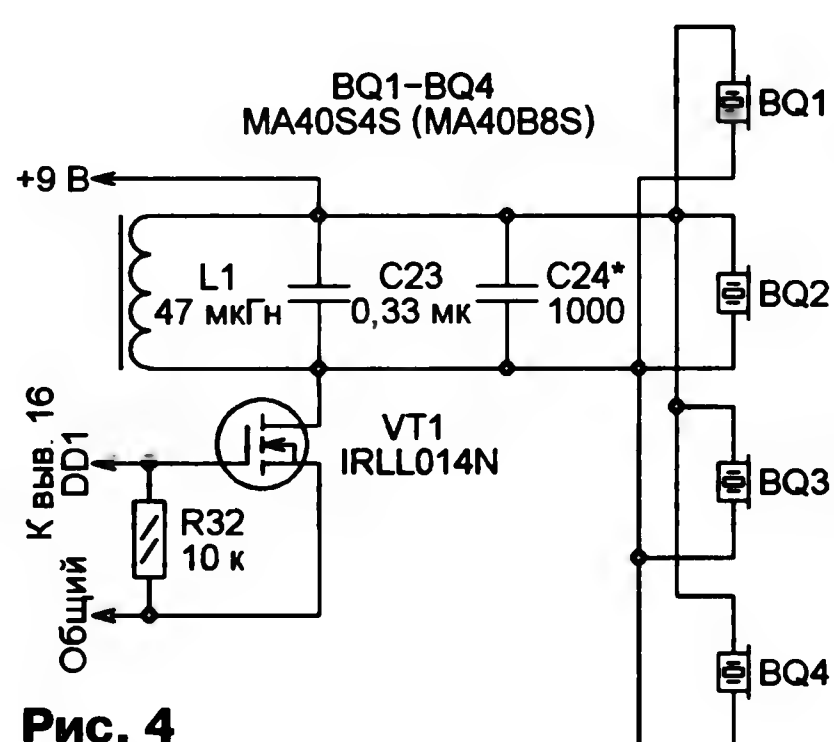 BQ1–BQ4
MA40S4S (MA40B8S)
BQ1
+9 В
L1
47 мкГн
C23
0,33 мк
C24*
1000
BQ2
К выв. 16
DD1
VT1
IRLL014N
BQ3
R32
10 к
Общий
BQ4
Рис. 4